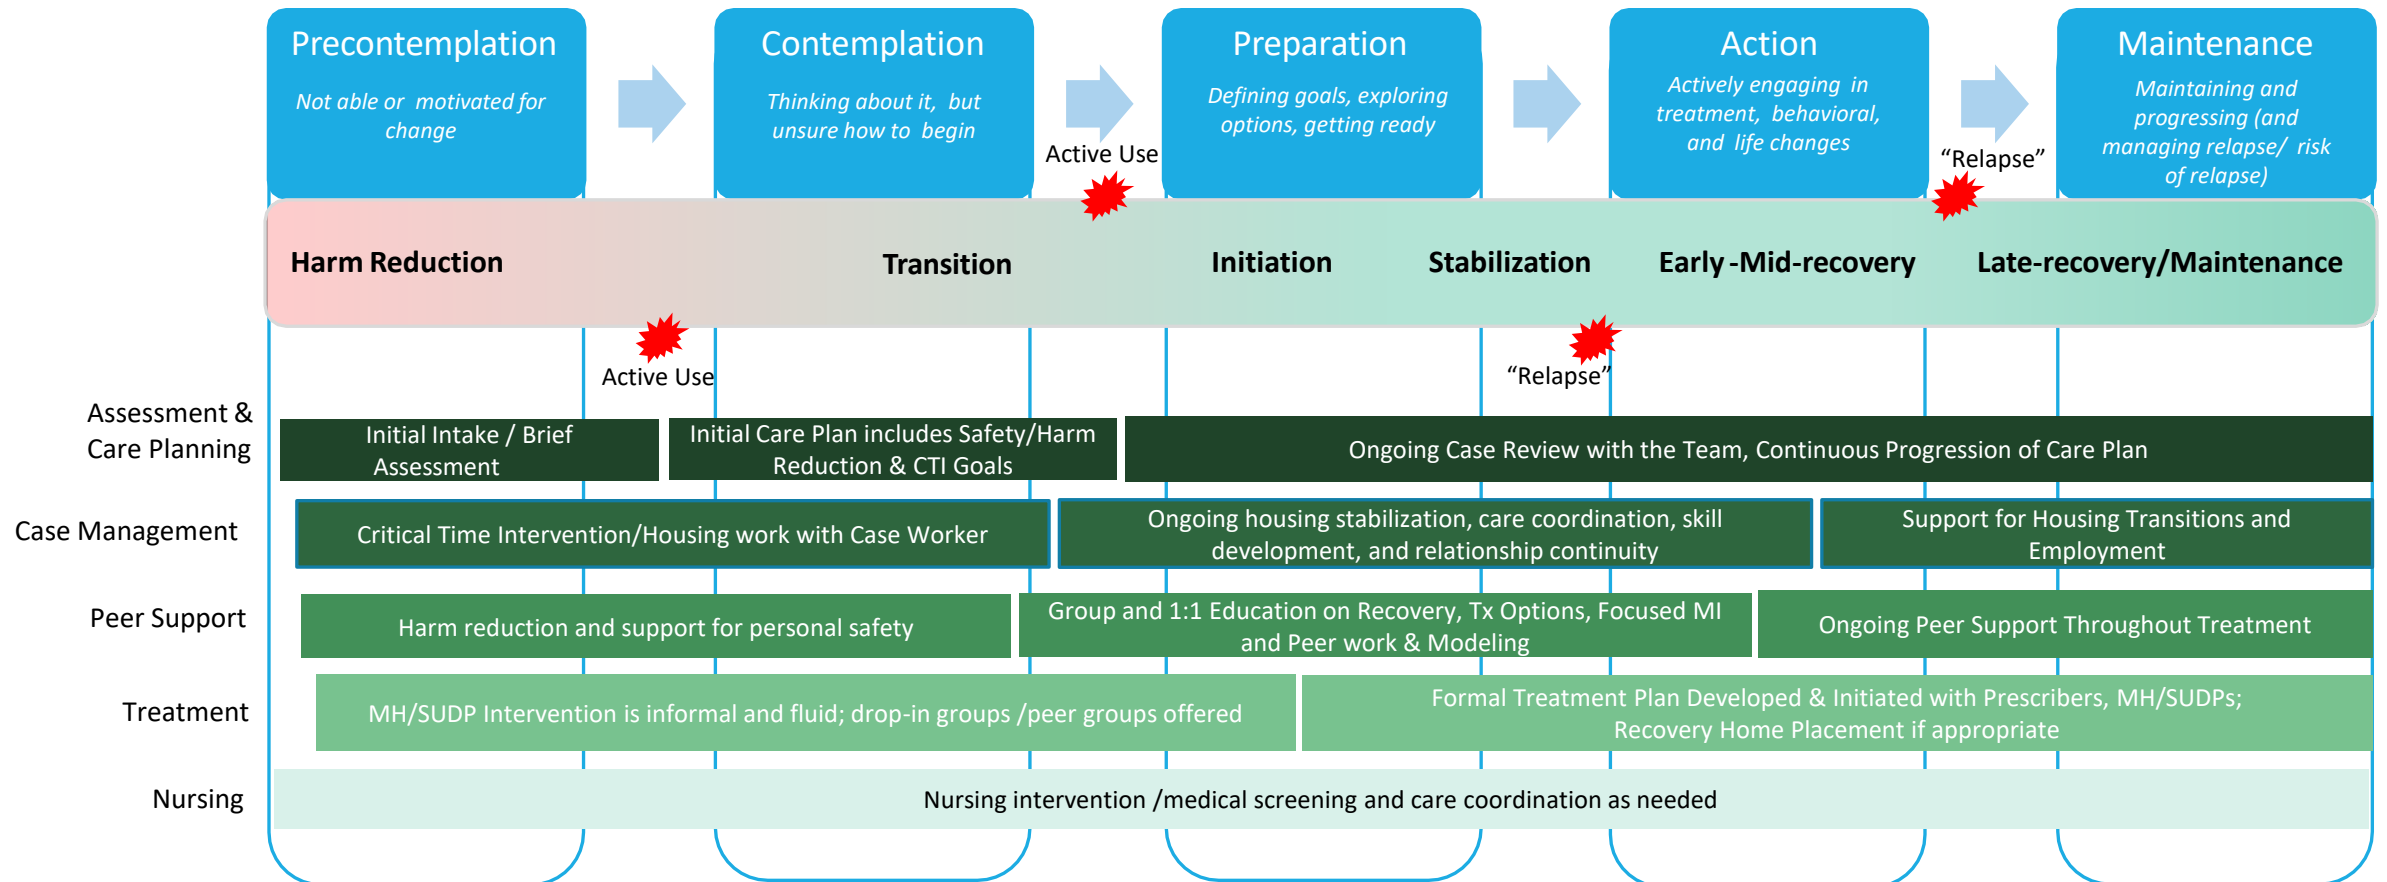 Precontemplation
Not able or motivated for
change
Contemplation
Thinking about it, but
unsure how to begin
Preparation
Defining goals, exploring
options, getting ready
Action
Actively engaging in
treatment, behavioral,
and life changes
Maintenance
Maintaining and
progressing (and
managing relapse/ risk
of relapse)
Active Use
“Relapse”
Harm Reduction
Transition
Initiation
Stabilization
Early -Mid-recovery
Late-recovery/Maintenance
Active Use
“Relapse”
Assessment &
Care Planning
Initial Intake / Brief
Assessment
Initial Care Plan includes Safety/Harm
Reduction & CTI Goals
Ongoing Case Review with the Team, Continuous Progression of Care Plan
Case Management
Critical Time Intervention/Housing work with Case Worker
Ongoing housing stabilization, care coordination, skill
development, and relationship continuity
Support for Housing Transitions and
Employment
Peer Support
Harm reduction and support for personal safety
Group and 1:1 Education on Recovery, Tx Options, Focused MI
and Peer work & Modeling
Ongoing Peer Support Throughout Treatment
Treatment
MH/SUDP Intervention is informal and fluid; drop-in groups /peer groups offered
Formal Treatment Plan Developed & Initiated with Prescribers, MH/SUDPs;
Recovery Home Placement if appropriate
Nursing
Nursing intervention /medical screening and care coordination as needed